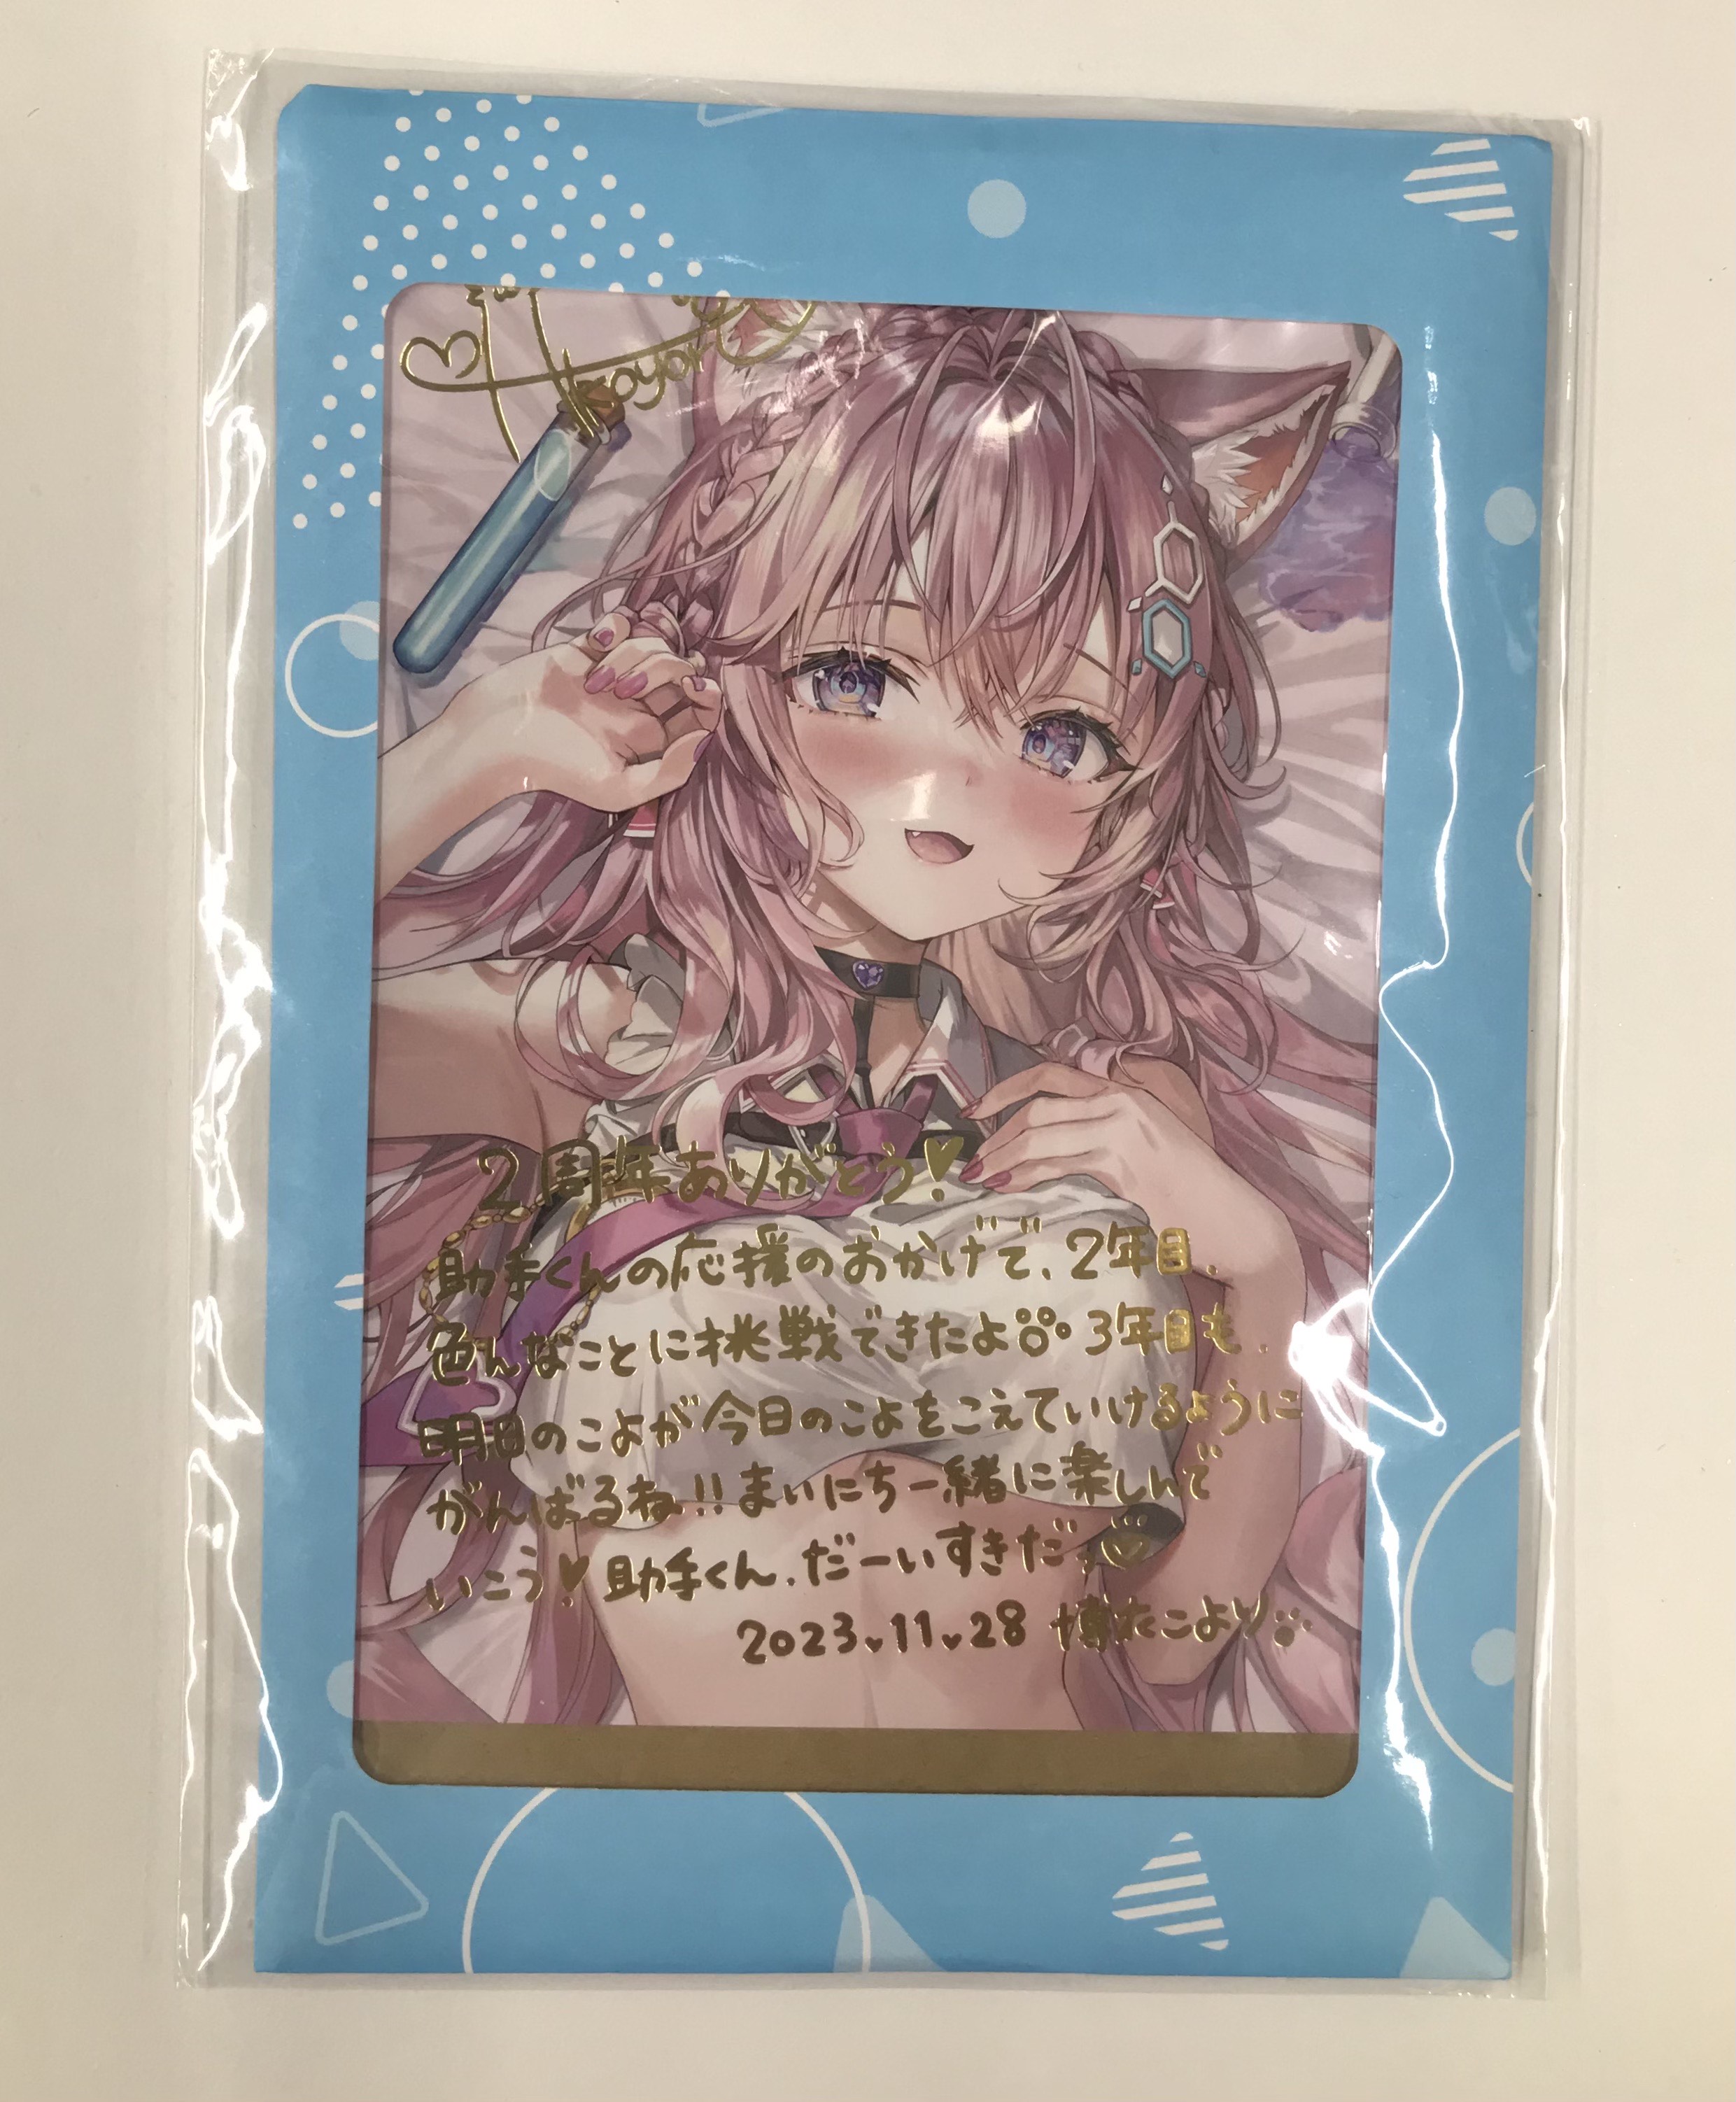 Koyori
2周年ありがとう♡!
助手くんの応援のおかげで、2年目、
色んなことに挑戦できたよ 3年目も、
明日のこよが今日のこよをこえていけるように
がんばるね!!まいにち一緒に楽しんで
いこう♡!助手くん、だーいすきだよ♡
2023♥11♥28 博衣こより